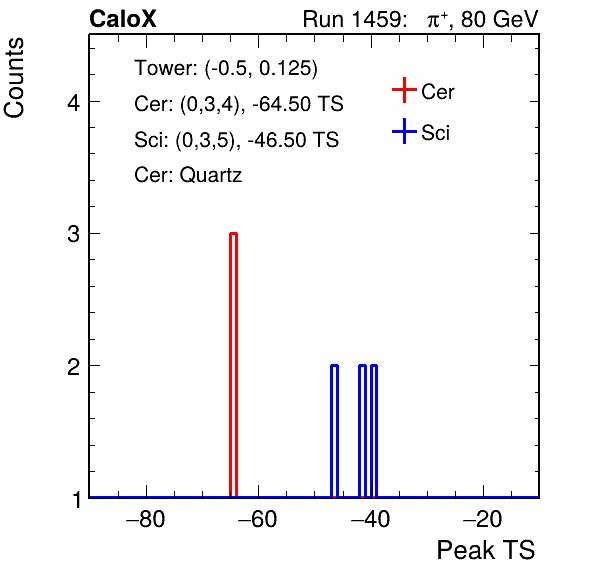 CaloX Run 1459: π⁺, 80 GeV
Counts
Tower: (-0.5, 0.125)
Cer: (0,3,4), -64.50 TS
Sci: (0,3,5), -46.50 TS
Cer: Quartz
Cer
Sci
4
3
2
1
−80 −60 −40 −20
Peak TS